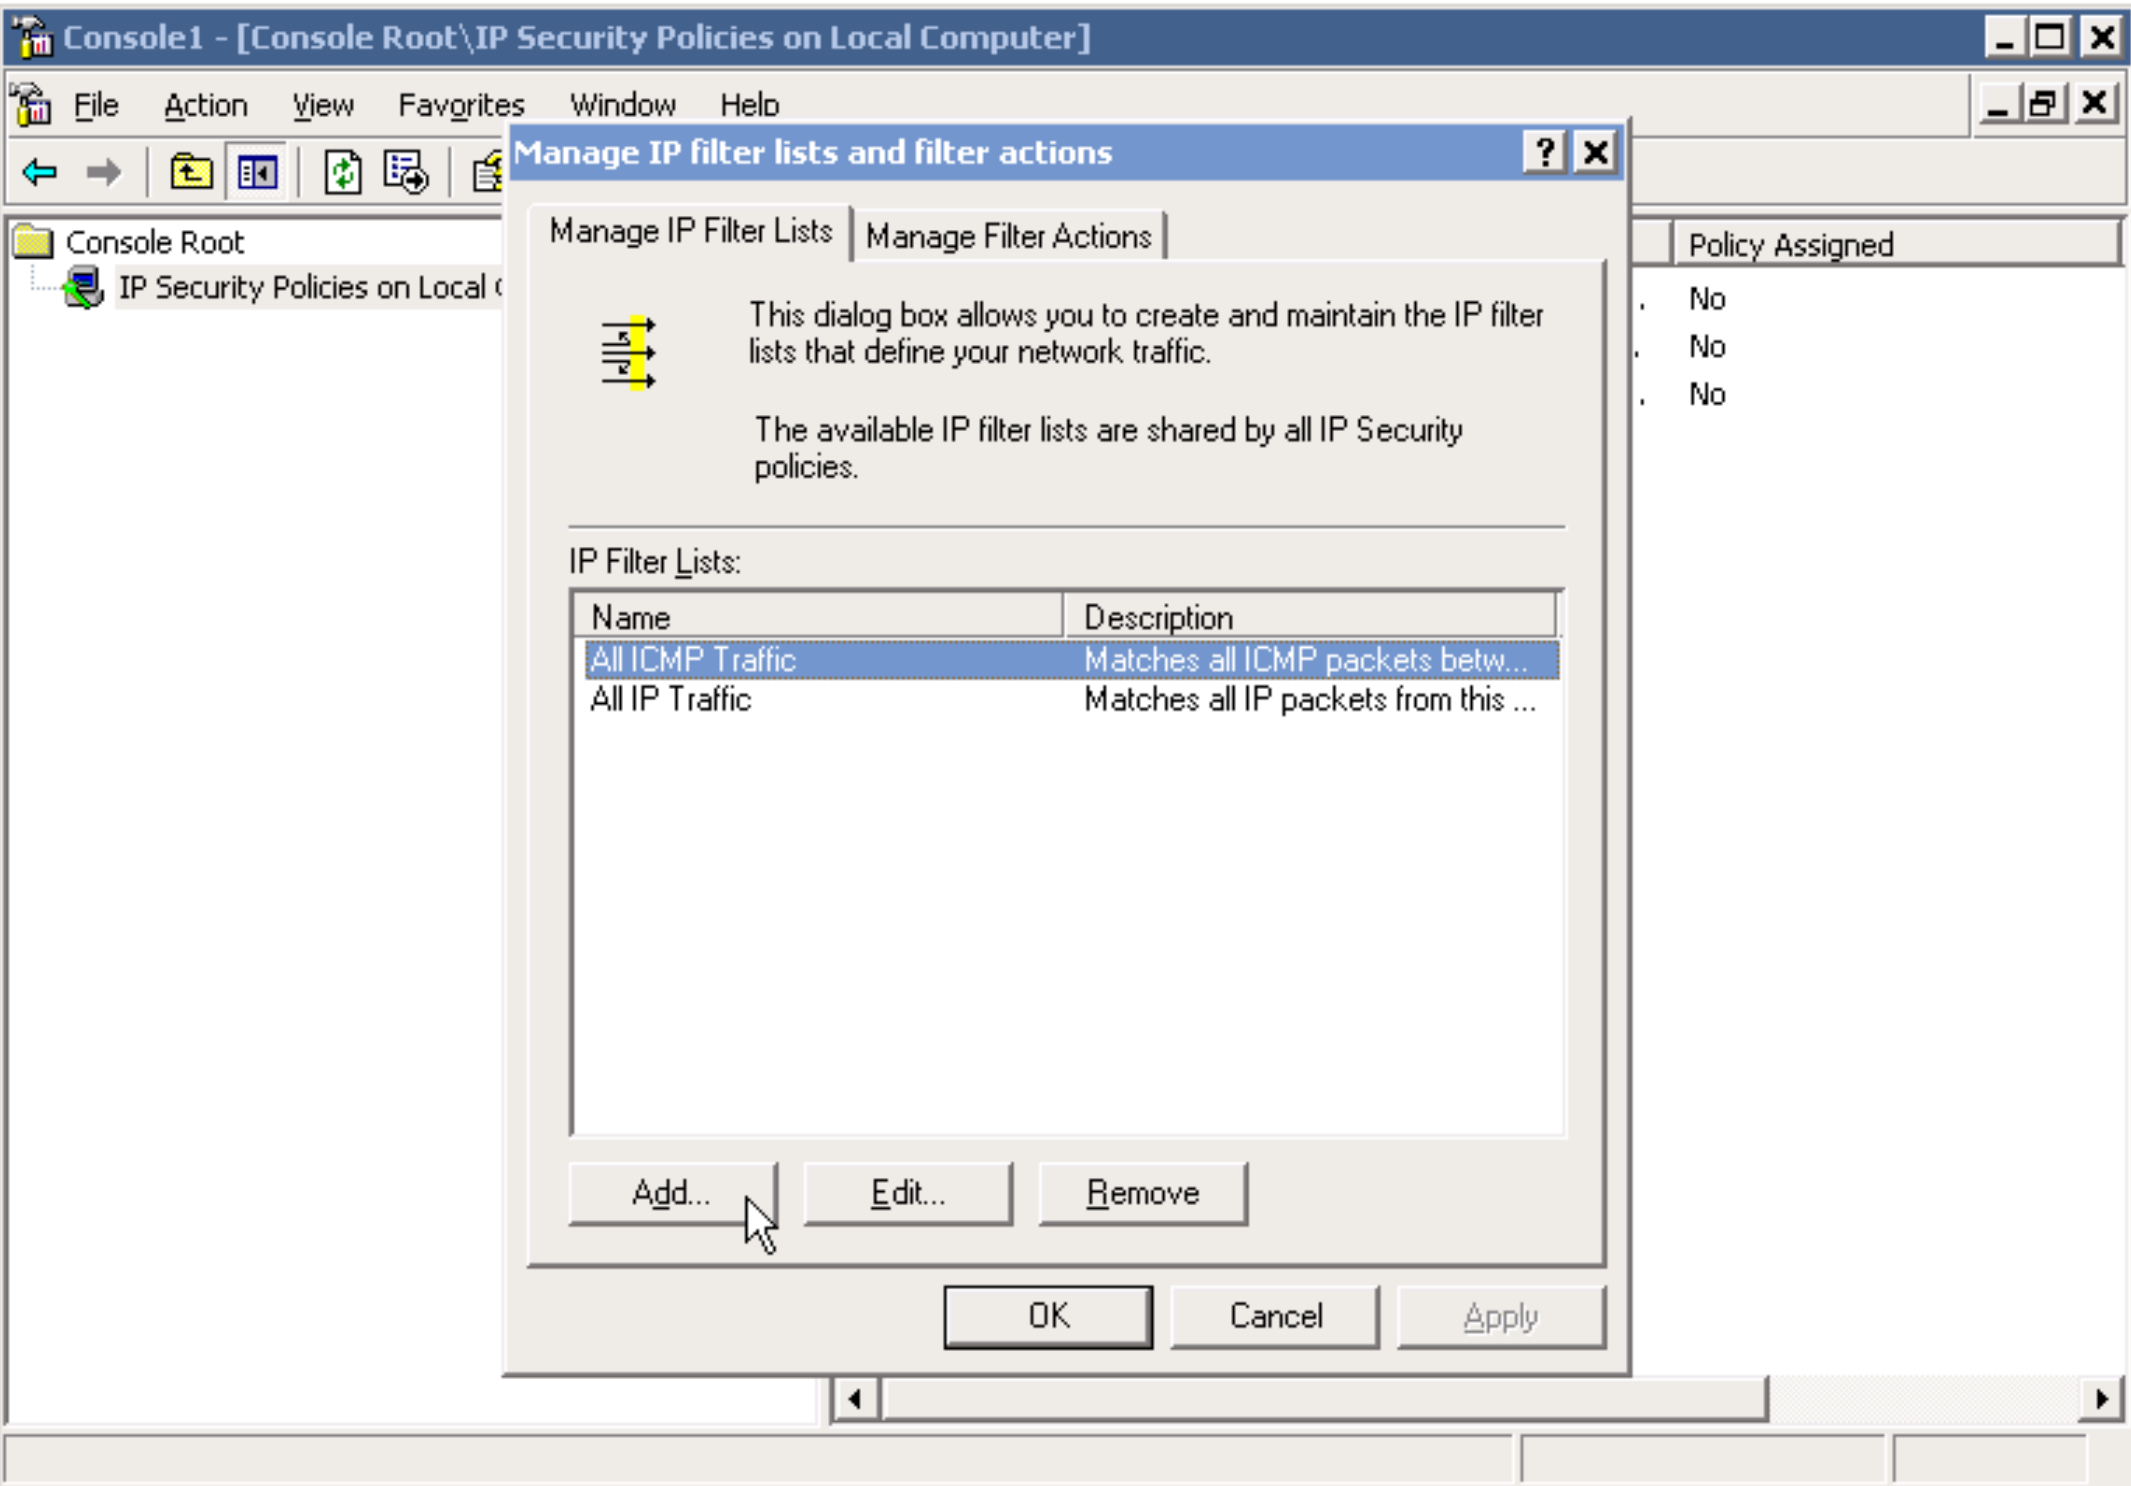 Console1 - [Console Root\IP Security Policies on Local Computer]
File Action View Favorites Window Help
Manage IP filter lists and filter actions
Manage IP Filter Lists Manage Filter Actions
Console Root
IP Security Policies on Local
Policy Assigned
This dialog box allows you to create and maintain the IP filter
lists that define your network traffic.
. No
. No
. No
The available IP filter lists are shared by all IP Security
policies.
IP Filter Lists:
Name Description
All ICMP Traffic Matches all ICMP packets betw...
All IP Traffic Matches all IP packets from this ...
Add... Edit... Remove
OK Cancel Apply